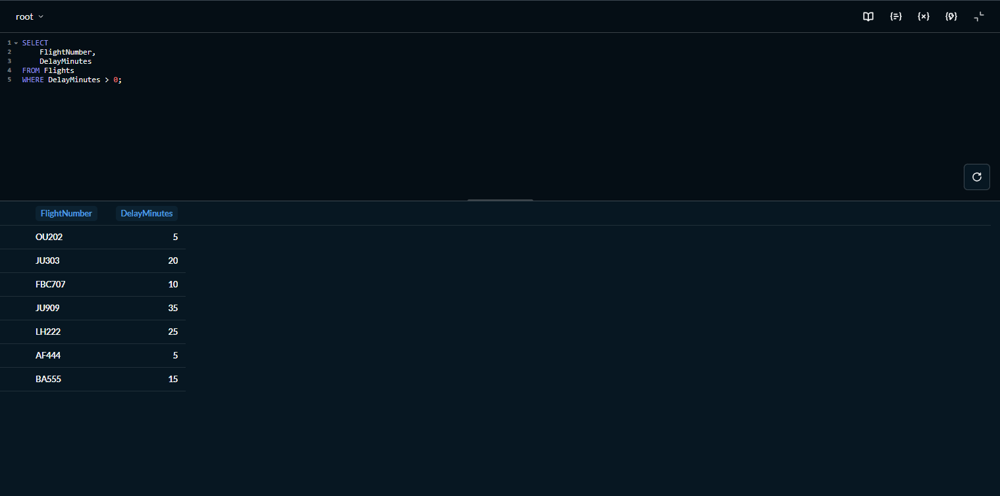 root
1 SELECT
2 FlightNumber,
3 DelayMinutes
4 FROM Flights
5 WHERE DelayMinutes > 0;
FlightNumber DelayMinutes
OU202 5
JU303 20
FBC707 10
JU909 35
LH222 25
AF444 5
BA555 15